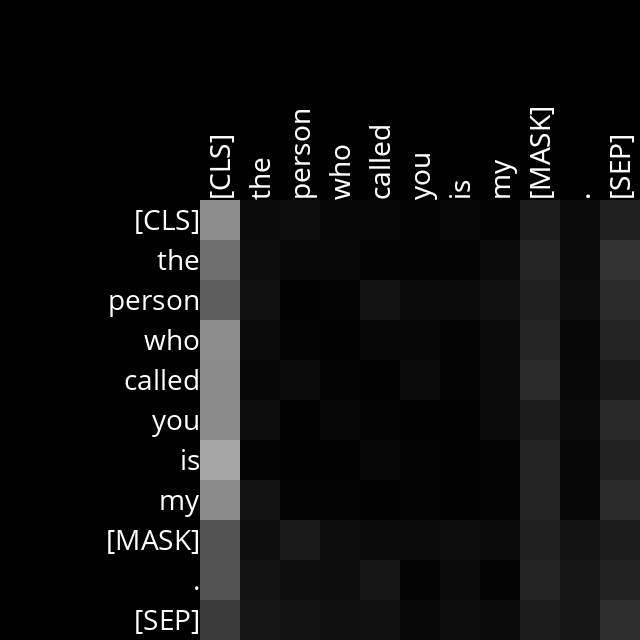 [CLS] the person who called you is my [MASK] . [SEP]
[CLS]
the
person
who
called
you
is
my
[MASK]
.
[SEP]